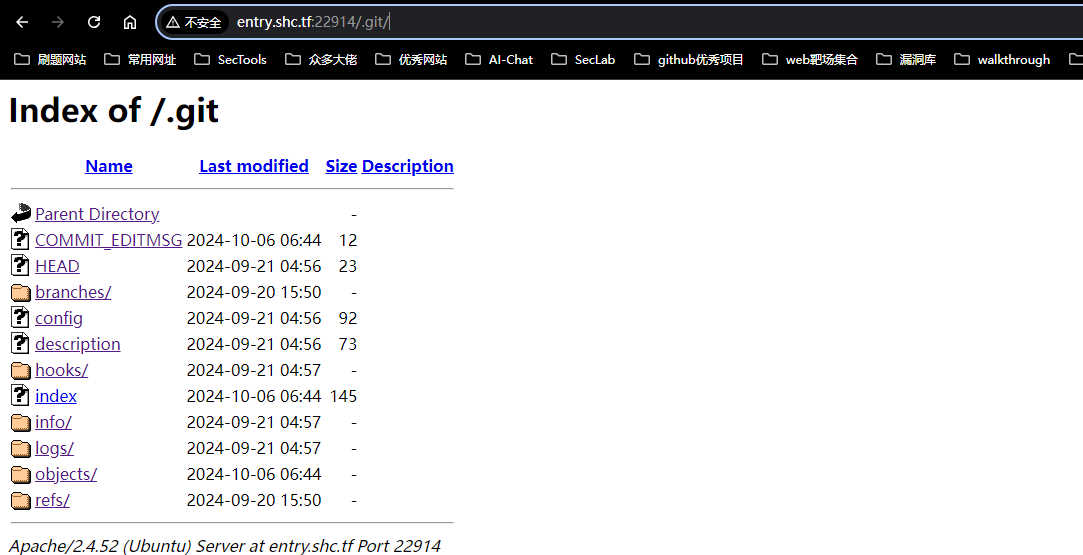 不安全 entry.shc.tf:22914/.git/
刷题网站 常用网址 SecTools 众多大佬 优秀网站 AI-Chat SecLab github优秀项目 web靶场集合 漏洞库 walkthrough
Index of /.git
Name Last modified Size Description
Parent Directory -
COMMIT_EDITMSG 2024-10-06 06:44 12
HEAD 2024-09-21 04:56 23
branches/ 2024-09-20 15:50 -
config 2024-09-21 04:56 92
description 2024-09-21 04:56 73
hooks/ 2024-09-21 04:57 -
index 2024-10-06 06:44 145
info/ 2024-09-21 04:57 -
logs/ 2024-09-21 04:57 -
objects/ 2024-10-06 06:44 -
refs/ 2024-09-20 15:50 -
Apache/2.4.52 (Ubuntu) Server at entry.shc.tf Port 22914